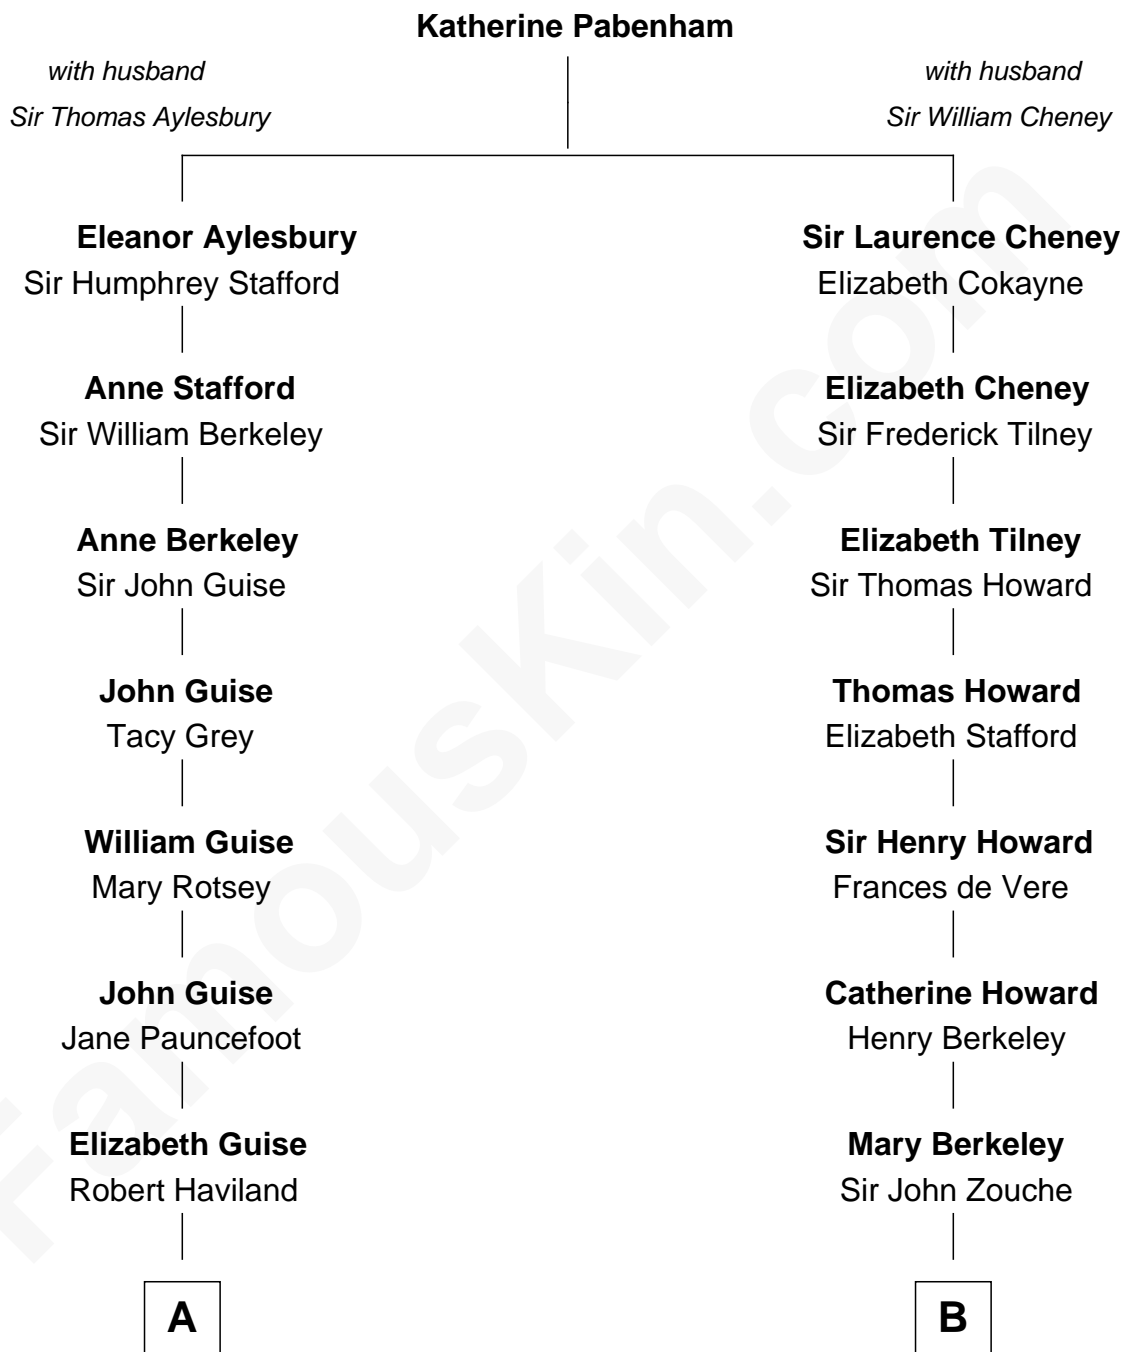 Katherine Pabenham
with husband
Sir Thomas Aylesbury
with husband
Sir William Cheney
Eleanor Aylesbury
Sir Humphrey Stafford
Sir Laurence Cheney
Elizabeth Cokayne
Anne Stafford
Sir William Berkeley
Elizabeth Cheney
Sir Frederick Tilney
Anne Berkeley
Sir John Guise
Elizabeth Tilney
Sir Thomas Howard
John Guise
Tacy Grey
Thomas Howard
Elizabeth Stafford
William Guise
Mary Rotsey
Sir Henry Howard
Frances de Vere
John Guise
Jane Pauncefoot
Catherine Howard
Henry Berkeley
Elizabeth Guise
Robert Haviland
Mary Berkeley
Sir John Zouche
A
B
FamousKin.com